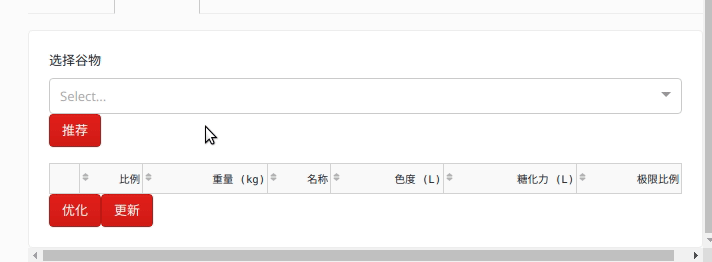 选择谷物
Select...
推荐
比例 重量 (kg) 名称 色度 (L) 糖化力 (L) 极限比例
优化 更新